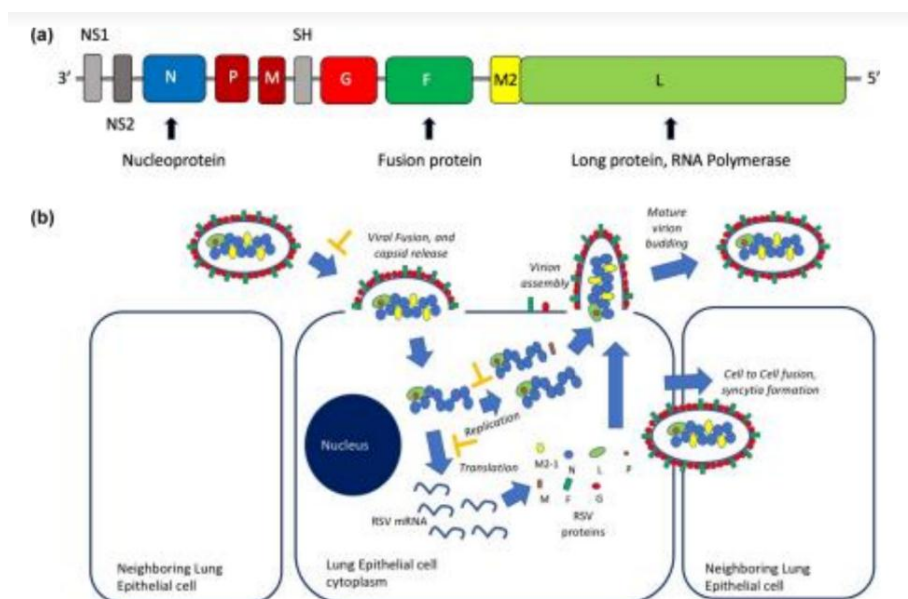 (a)
NS1
SH
3'
N
P
M
G
F
M2
L
5'
NS2
Nucleoprotein
Fusion protein
Long protein, RNA Polymerase
(b)
Viral Fusion, and
capsid release
Virion
assembly
Mature
virion
budding
Cell to Cell fusion,
syncytia formation
Nucleus
Replication
Translation
RSV mRNA
M2-1
N
L
P
M
F
G
RSV
proteins
Neighboring Lung
Epithelial cell
Lung Epithelial cell
cytoplasm
Neighboring Lung
Epithelial cell